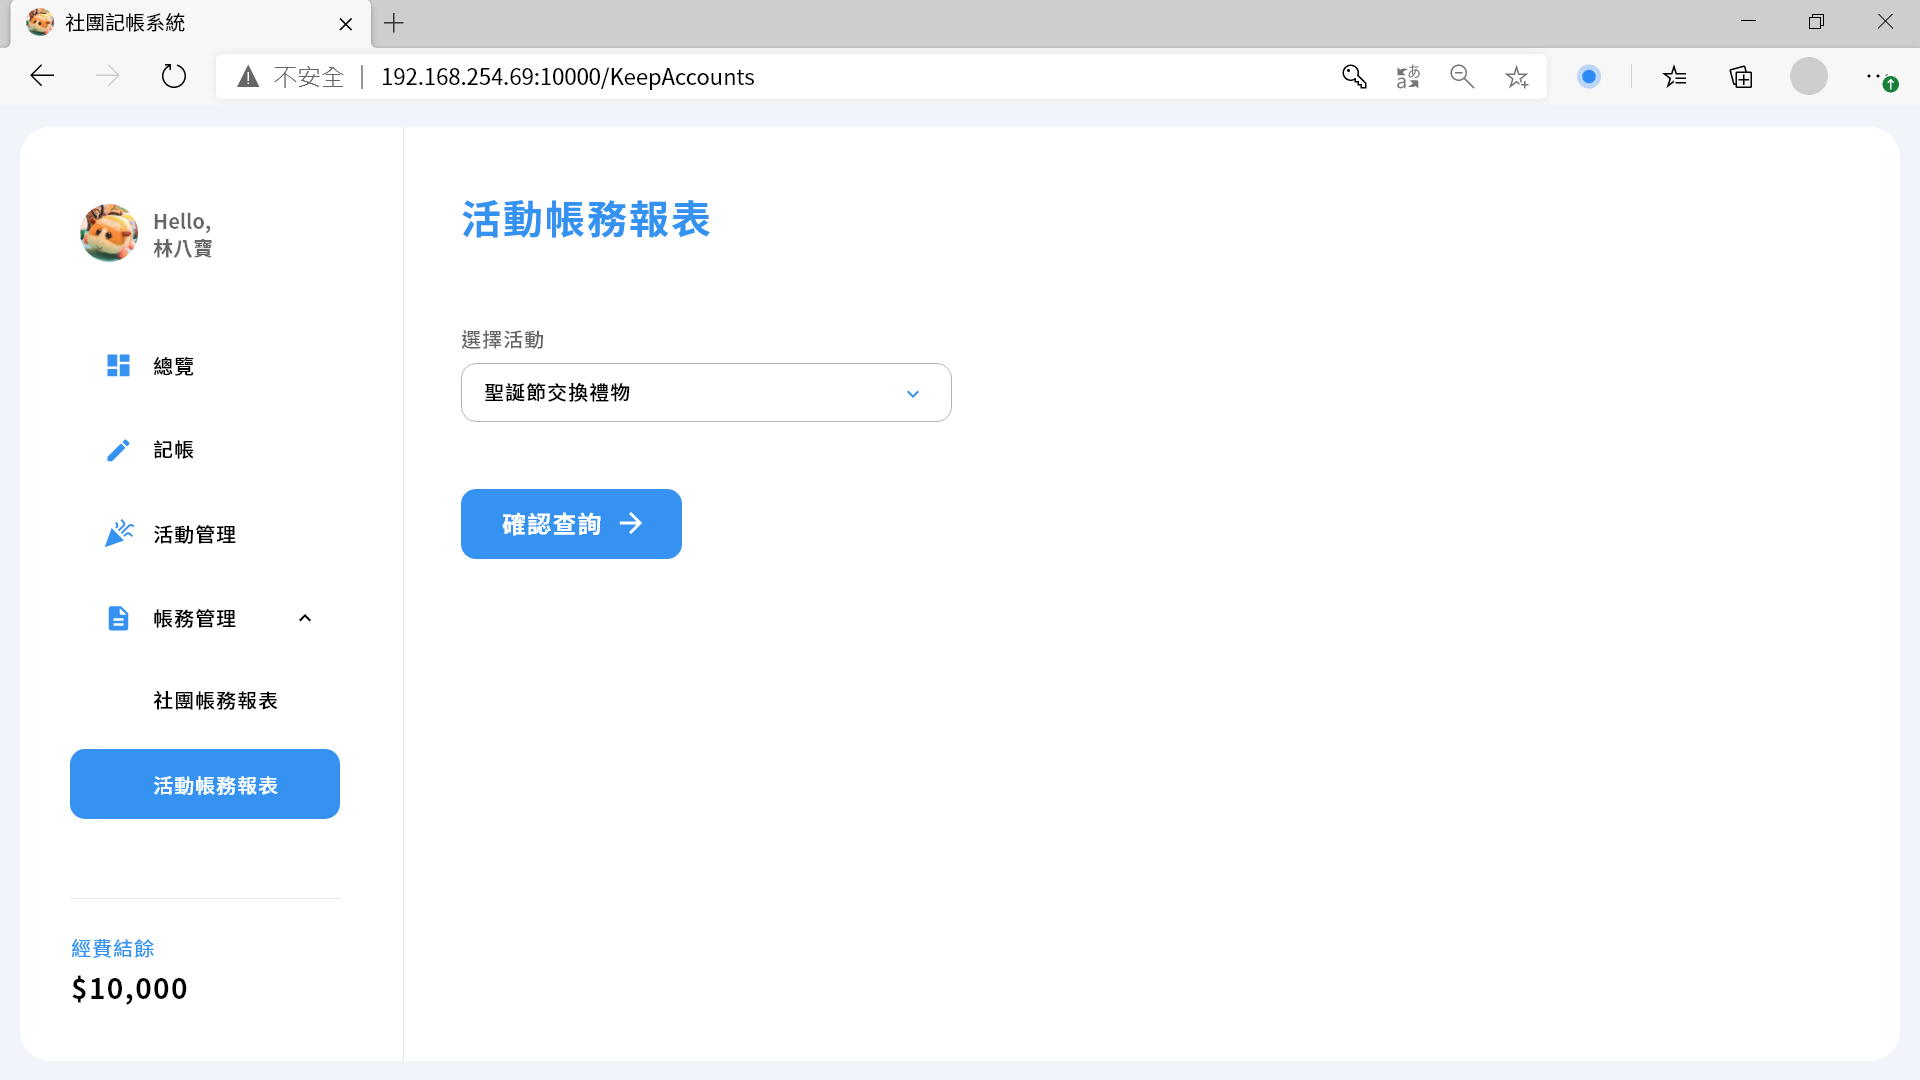 社團記帳系統
不安全
192.168.254.69:10000/KeepAccounts
Hello,
林八寶
總覽
記帳
活動管理
帳務管理
社團帳務報表
活動帳務報表
經費結餘
$10,000
活動帳務報表
選擇活動
聖誕節交換禮物
確認查詢